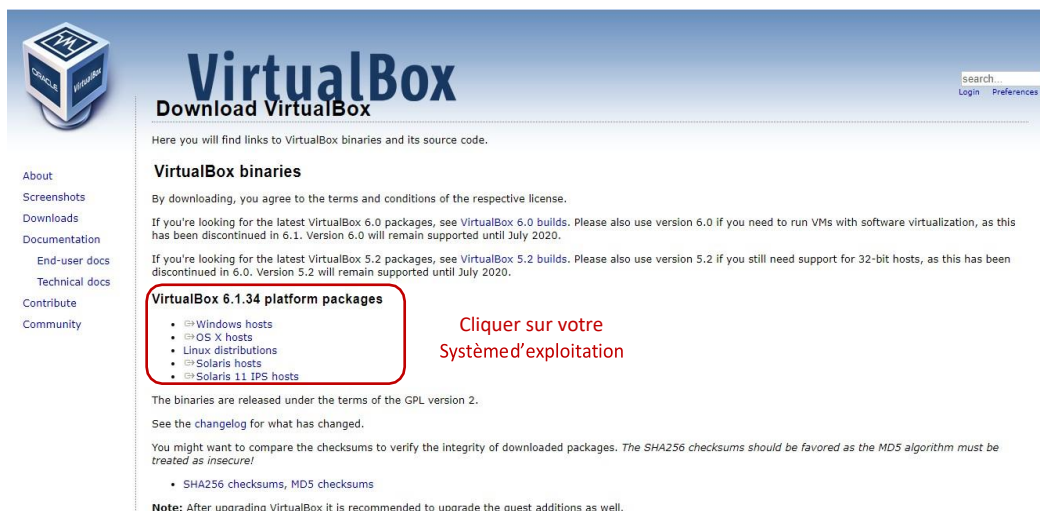 ORACLE
VirtualBox
VirtualBox
search...
Login Preferences
Download VirtualBox
Here you will find links to VirtualBox binaries and its source code.
About
Screenshots
Downloads
Documentation
End-user docs
Technical docs
Contribute
Community
VirtualBox binaries
By downloading, you agree to the terms and conditions of the respective license.
If you're looking for the latest VirtualBox 6.0 packages, see VirtualBox 6.0 builds. Please also use version 6.0 if you need to run VMs with software virtualization, as this
has been discontinued in 6.1. Version 6.0 will remain supported until July 2020.
If you're looking for the latest VirtualBox 5.2 packages, see VirtualBox 5.2 builds. Please also use version 5.2 if you still need support for 32-bit hosts, as this has been
discontinued in 6.0. Version 5.2 will remain supported until July 2020.
VirtualBox 6.1.34 platform packages
• Windows hosts
• OS X hosts
• Linux distributions
• Solaris hosts
• Solaris 11 IPS hosts
Cliquer sur votre
Systèmed’exploitation
The binaries are released under the terms of the GPL version 2.
See the changelog for what has changed.
You might want to compare the checksums to verify the integrity of downloaded packages. The SHA256 checksums should be favored as the MD5 algorithm must be
treated as insecure!
• SHA256 checksums, MD5 checksums
Note: After upgrading VirtualBox it is recommended to upgrade the guest additions as well.